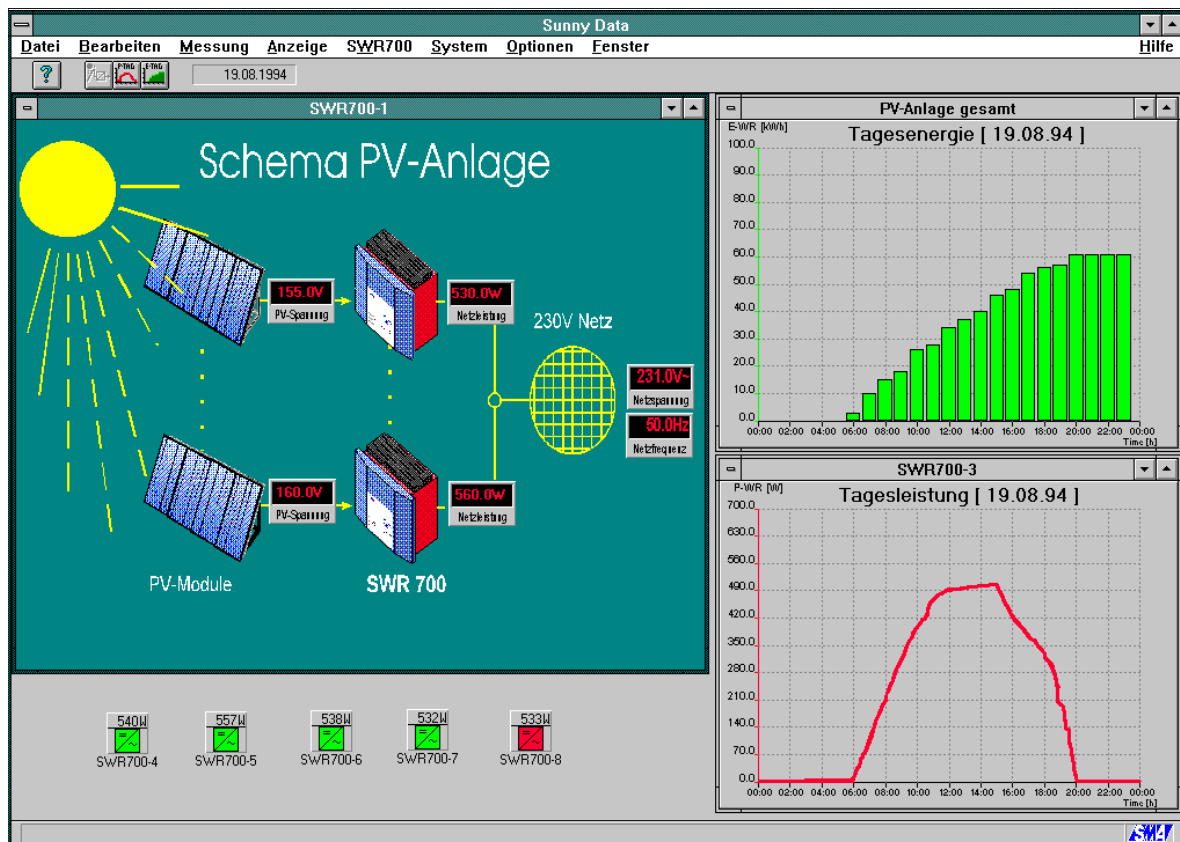 Sunny Data
Datei Bearbeiten Messung Anzeige SWR700 System Optionen Fenster Hilfe
? P-TAG E-TAG 19.08.1994
SWR700-1
Schema PV-Anlage
155.0V
PV-Spannung
530.0W
Netzleistung
230V Netz
231.0V~
Netzspannung
50.0Hz
Netzfrequenz
160.0V
PV-Spannung
560.0W
Netzleistung
PV-Module
SWR 700
PV-Anlage gesamt
E-WR [kWh]
Tagesenergie [ 19.08.94 ]
100.0
90.0
80.0
70.0
60.0
50.0
40.0
30.0
20.0
10.0
0.0
00:00 02:00 04:00 06:00 08:00 10:00 12:00 14:00 16:00 18:00 20:00 22:00 00:00
Time [h]
SWR700-3
P-WR [W]
Tagesleistung [ 19.08.94 ]
700.0
630.0
560.0
490.0
420.0
350.0
280.0
210.0
140.0
70.0
0.0
00:00 02:00 04:00 06:00 08:00 10:00 12:00 14:00 16:00 18:00 20:00 22:00 00:00
Time [h]
540W 557W 538W 532W 533W
SWR700-4 SWR700-5 SWR700-6 SWR700-7 SWR700-8
SMA